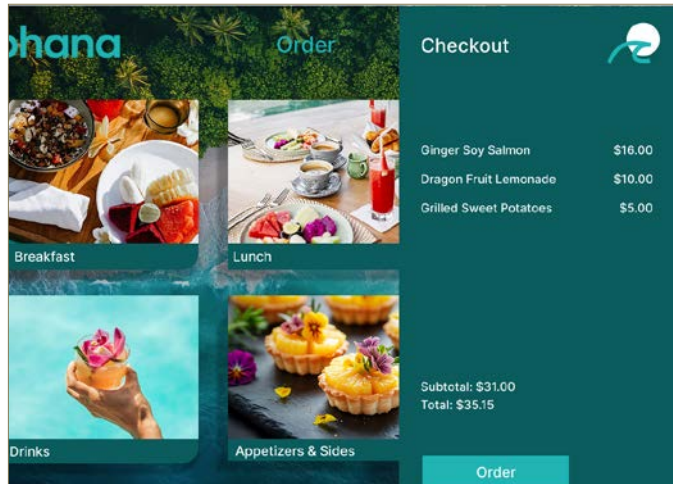 ohana
Order
Checkout
Ginger Soy Salmon $16.00
Dragon Fruit Lemonade $10.00
Grilled Sweet Potatoes $5.00
Breakfast
Lunch
Subtotal: $31.00
Total: $35.15
Drinks
Appetizers & Sides
Order